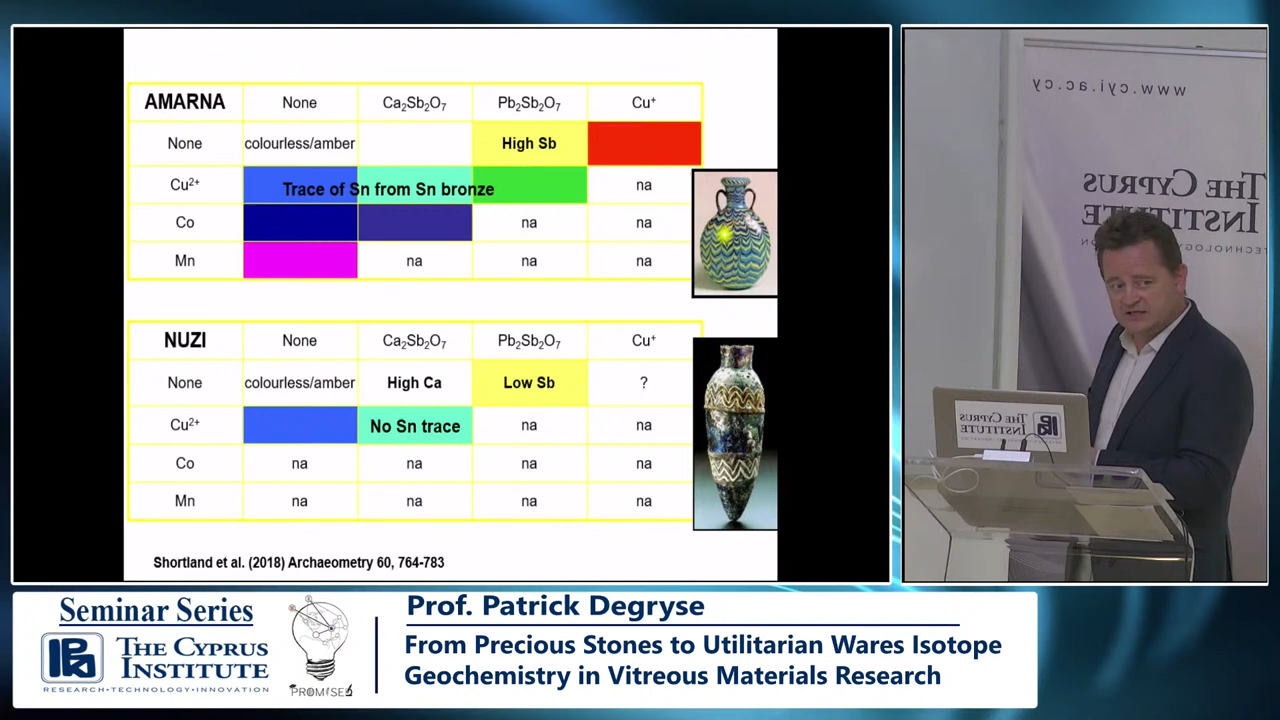 AMARNA None Ca₂Sb₂O₇ Pb₂Sb₂O₇ Cu⁺
None colourless/amber High Sb
Cu²⁺ Trace of Sn from Sn bronze na
Co na na
Mn na na na
NUZI None Ca₂Sb₂O₇ Pb₂Sb₂O₇ Cu⁺
None colourless/amber High Ca Low Sb ?
Cu²⁺ No Sn trace na na
Co na na na na
Mn na na na na
Shortland et al. (2018) Archaeometry 60, 764-783
www.cyi.ac.cy
THE CYPRUS
INSTITUTE
THE CYPRUS
INSTITUTE
Seminar Series
THE CYPRUS
INSTITUTE
RESEARCH•TECHNOLOGY•INNOVATION
PROMISE
Prof. Patrick Degryse
From Precious Stones to Utilitarian Wares Isotope
Geochemistry in Vitreous Materials Research